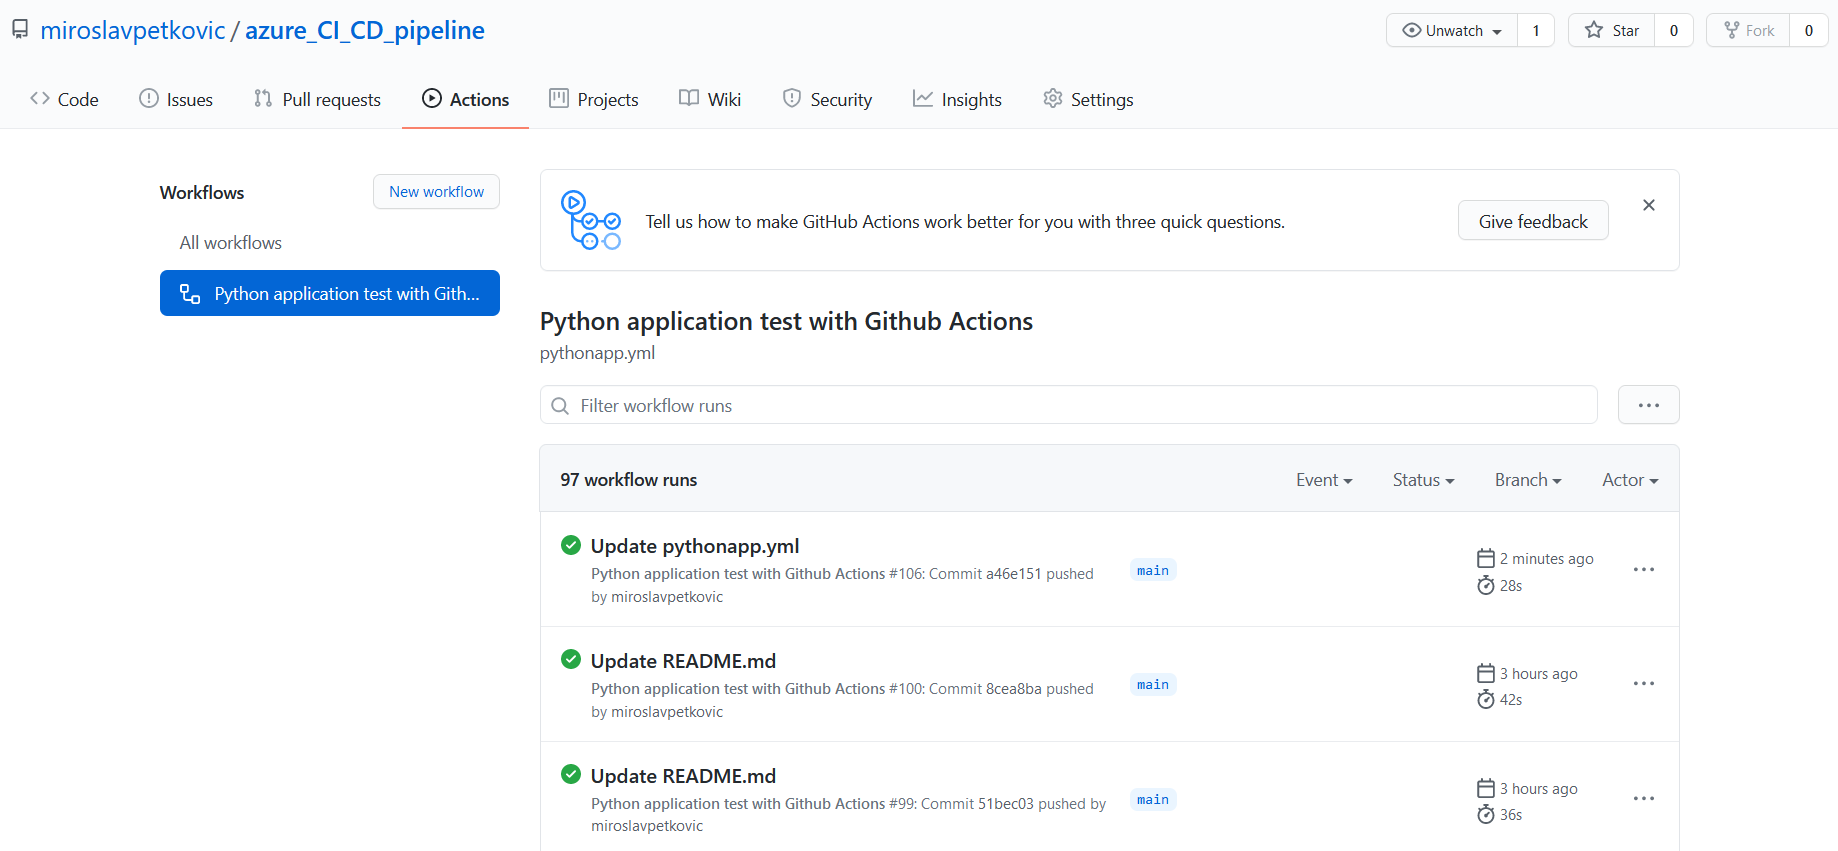 miroslavpetkovic / azure_CI_CD_pipeline
Unwatch 1
Star 0
Fork 0
Code
Issues
Pull requests
Actions
Projects
Wiki
Security
Insights
Settings
Workflows
New workflow
All workflows
Python application test with Gith...
Tell us how to make GitHub Actions work better for you with three quick questions.
Give feedback
Python application test with Github Actions
pythonapp.yml
Filter workflow runs
97 workflow runs
Event
Status
Branch
Actor
Update pythonapp.yml
Python application test with Github Actions #106: Commit a46e151 pushed
by miroslavpetkovic
main
2 minutes ago
28s
Update README.md
Python application test with Github Actions #100: Commit 8cea8ba pushed
by miroslavpetkovic
main
3 hours ago
42s
Update README.md
Python application test with Github Actions #99: Commit 51bec03 pushed by
miroslavpetkovic
main
3 hours ago
36s